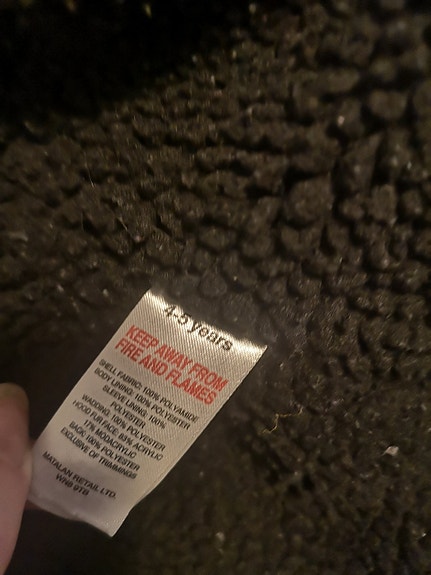 4-5 years
KEEP AWAY FROM
FIRE AND FLAMES
SHELL FABRIC: 100% POLYAMIDE
BODY LINING: 100% POLYESTER
SLEEVE LINING: 100%
POLYESTER
WADDING: 100% POLYESTER
HOOD FUR FACE: 83% ACRYLIC
17% MODACRYLIC
BACK: 100% POLYESTER
EXCLUSIVE OF TRIMMINGS
MATALAN RETAIL LTD.
WN8 9TB